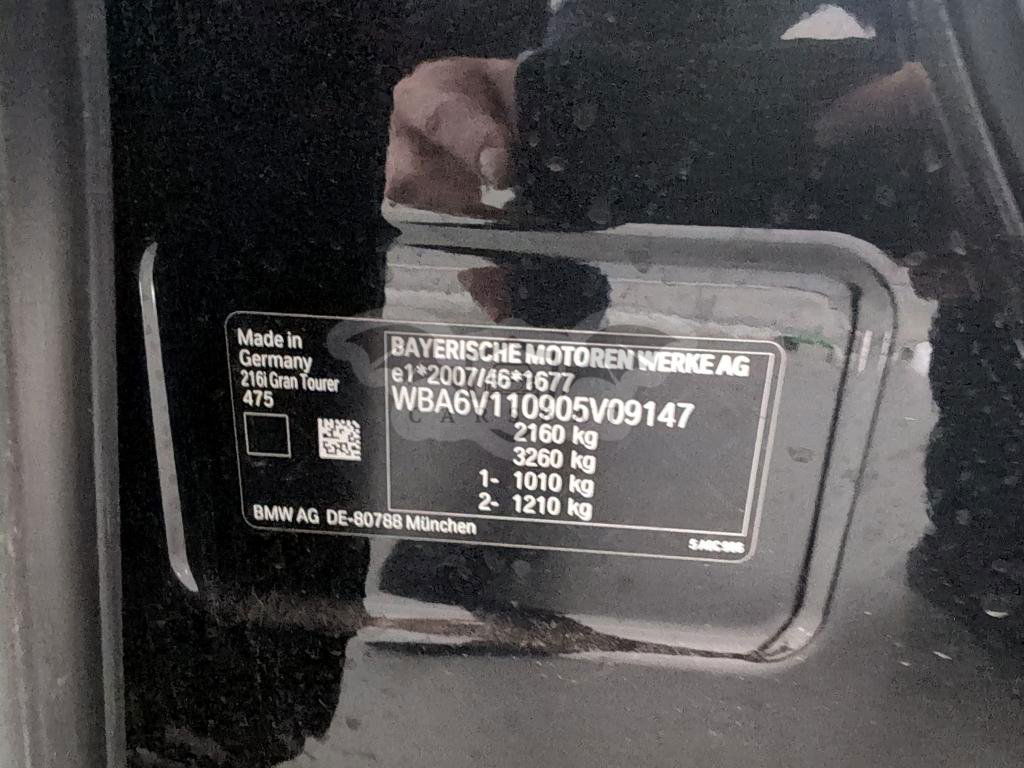 Made in
Germany
216i Gran Tourer
475
BAYERISCHE MOTOREN WERKE AG
e1*2007/46*1677
WBA6V110905V09147
2160 kg
3260 kg
1- 1010 kg
2- 1210 kg
BMW AG DE-80788 München
CAR